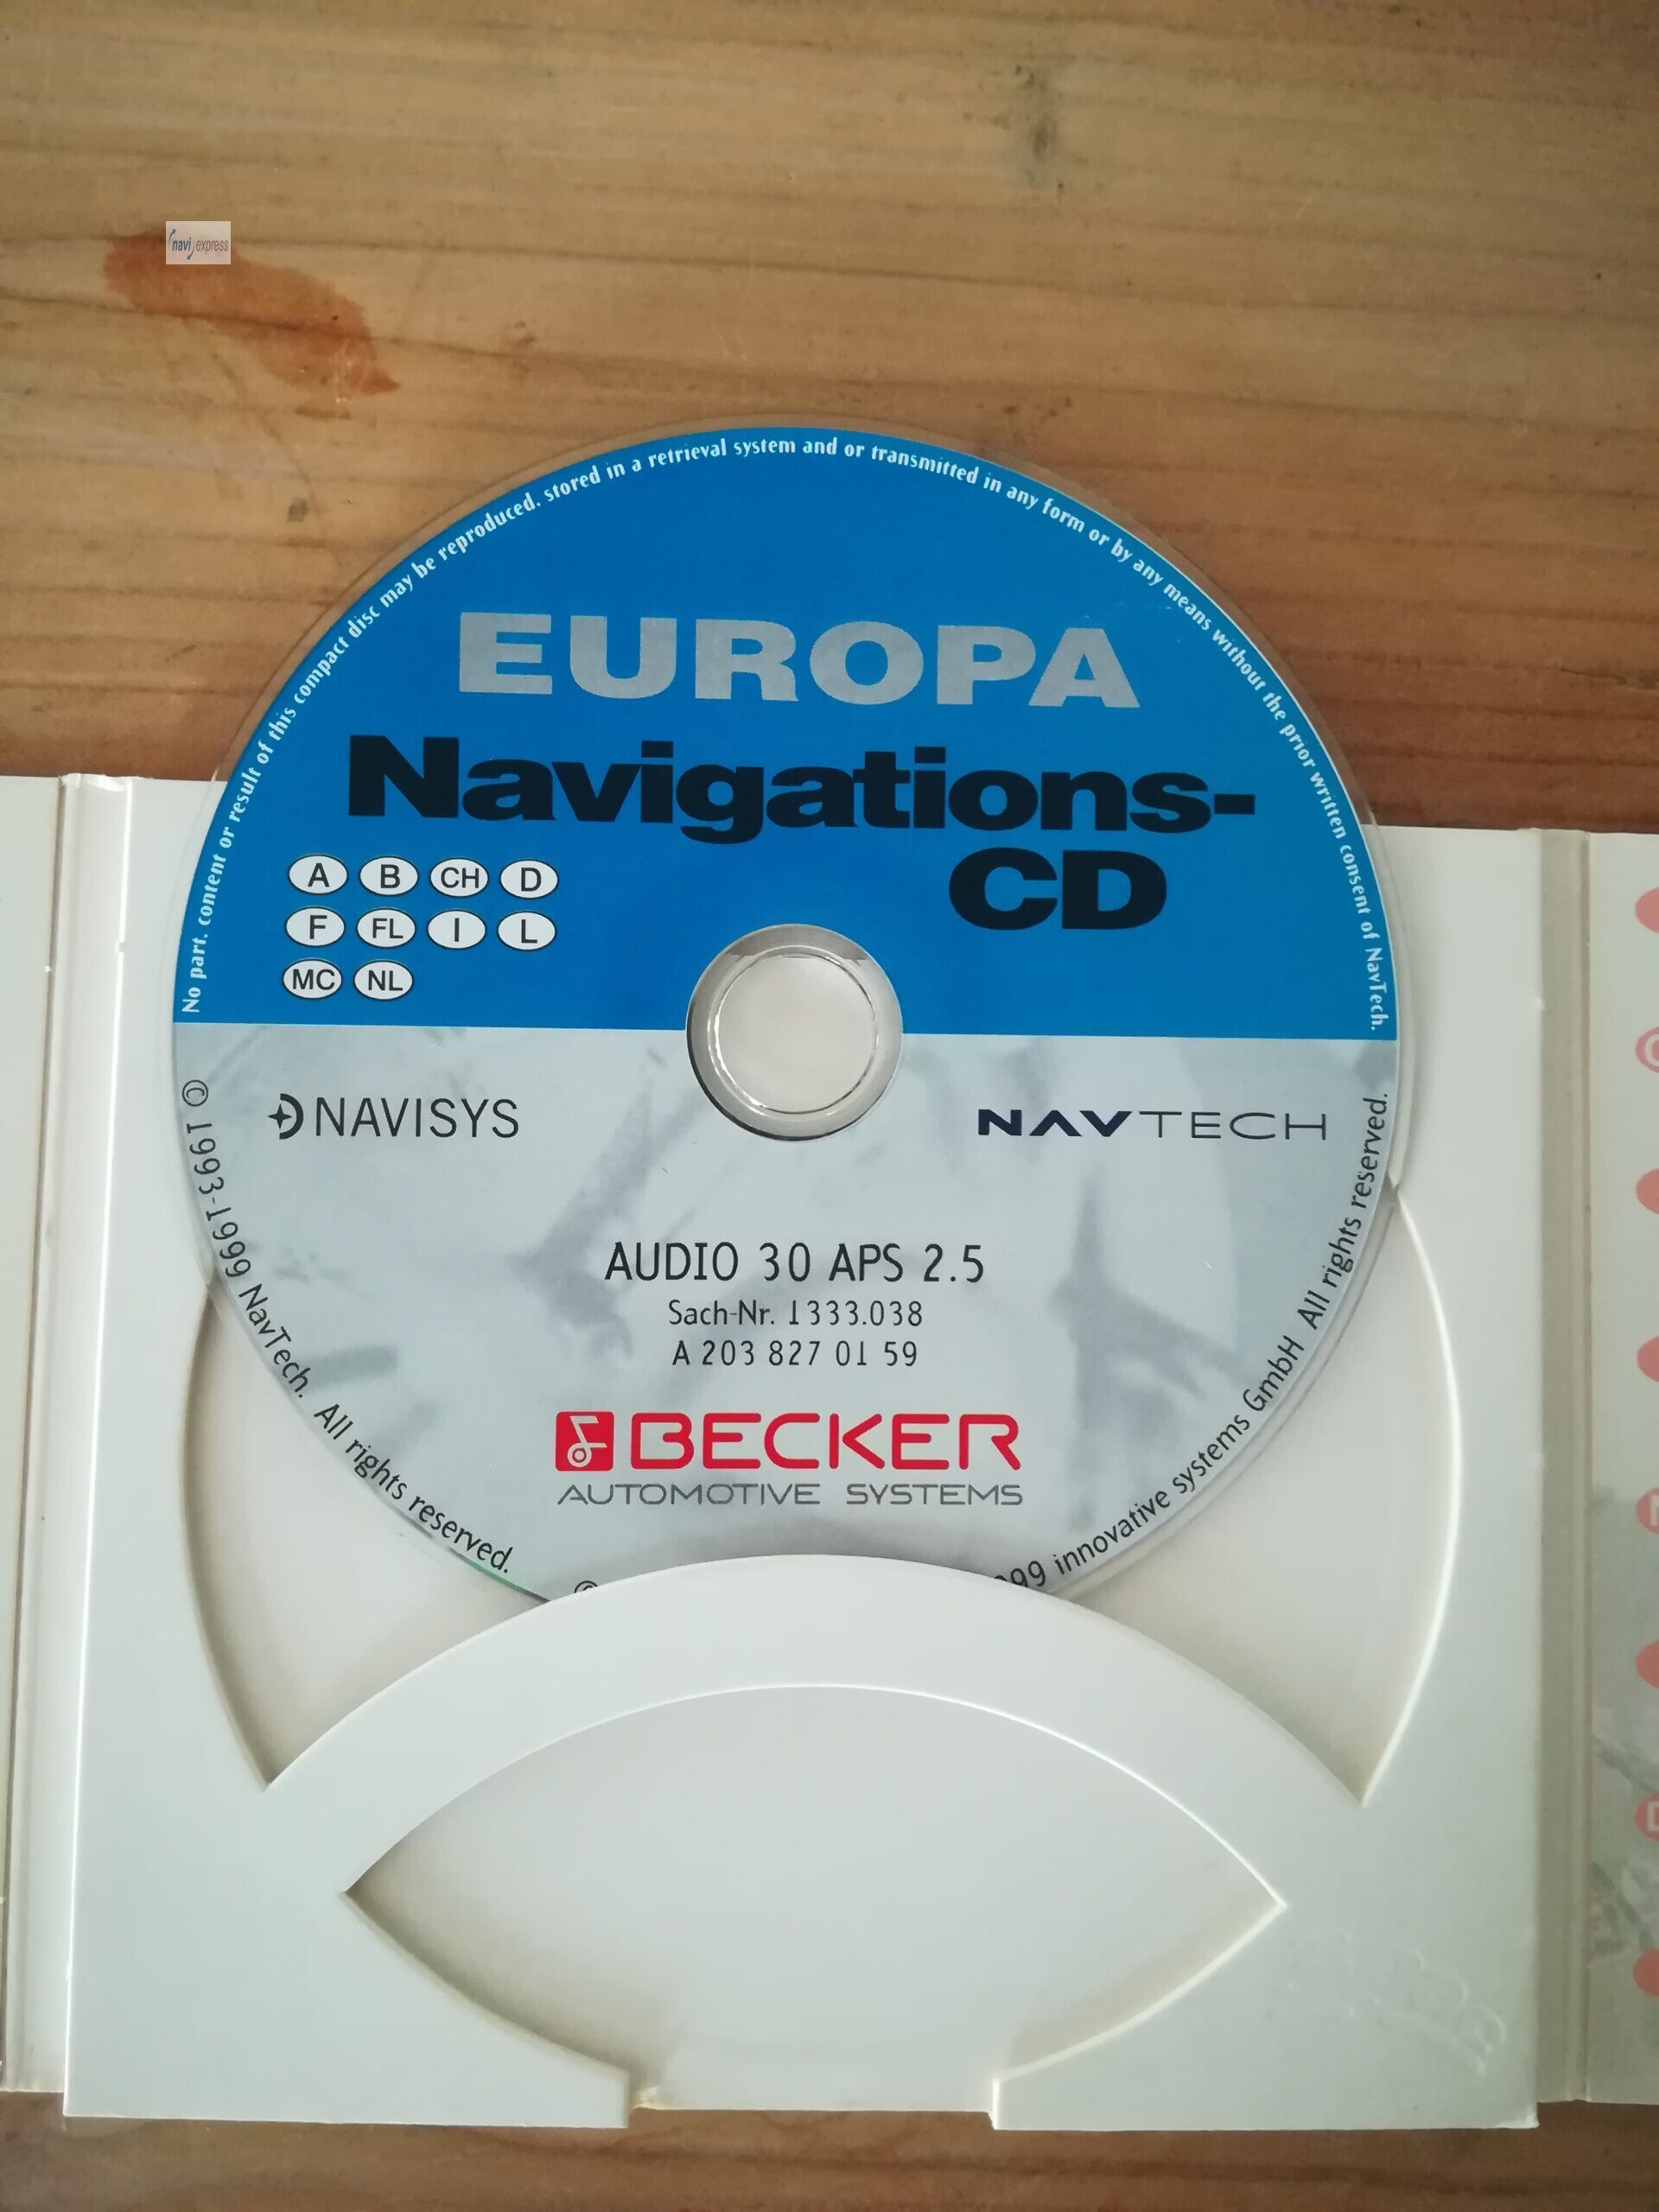 navi express
No part. content or result of this compact disc may be reproduced. stored in a retrieval system and or transmitted in any form or by any means without the prior written consent of NavTech.
EUROPA
Navigations-
CD
A B CH D
F FL I L
MC NL
NAVISYS
NAVTECH
AUDIO 30 APS 2.5
Sach-Nr. 1333.038
A 203 827 01 59
BECKER
AUTOMOTIVE SYSTEMS
© 1993-1999 NavTech. All rights reserved.
© 99 innovative systems GmbH All rights reserved.